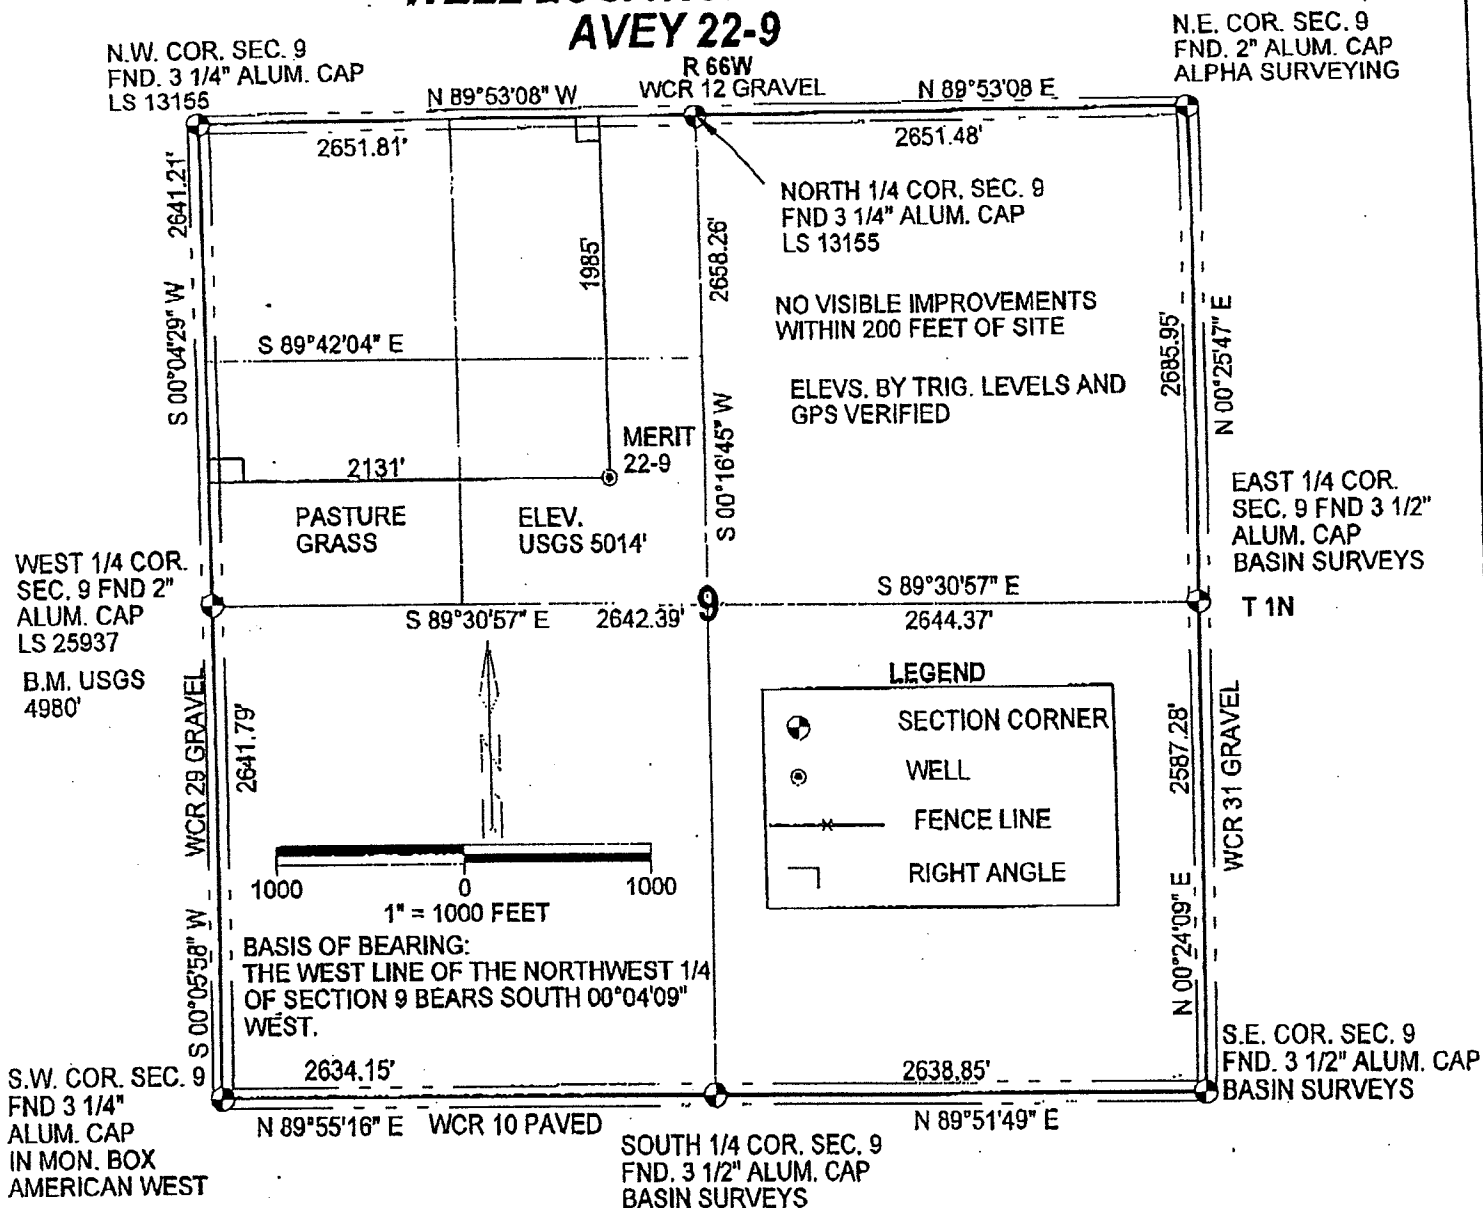 AVEY 22-9
R 66W
WCR 12 GRAVEL
N.W. COR. SEC. 9
FND. 3 1/4" ALUM. CAP
LS 13155
N.E. COR. SEC. 9
FND. 2" ALUM. CAP
ALPHA SURVEYING
N 89°53'08" W
N 89°53'08 E
2651.81'
2651.48'
2641.21'
S 00°04'29" W
1985'
2658.26'
S 00°16'45" W
NORTH 1/4 COR. SEC. 9
FND 3 1/4" ALUM. CAP
LS 13155
NO VISIBLE IMPROVEMENTS
WITHIN 200 FEET OF SITE
ELEVS. BY TRIG. LEVELS AND
GPS VERIFIED
2685.95'
N 00°25'47" E
S 89°42'04" E
MERIT
22-9
2131'
PASTURE
GRASS
ELEV.
USGS 5014'
EAST 1/4 COR.
SEC. 9 FND 3 1/2"
ALUM. CAP
BASIN SURVEYS
WEST 1/4 COR.
SEC. 9 FND 2"
ALUM. CAP
LS 25937
B.M. USGS
4980'
S 89°30'57" E
2642.39'
9
S 89°30'57" E
2644.37'
T 1N
LEGEND
SECTION CORNER
WELL
FENCE LINE
RIGHT ANGLE
WCR 29 GRAVEL
2641.79'
S 00°05'58" W
2587.28'
WCR 31 GRAVEL
N 00°24'09" E
1000 0 1000
1" = 1000 FEET
BASIS OF BEARING:
THE WEST LINE OF THE NORTHWEST 1/4
OF SECTION 9 BEARS SOUTH 00°04'09"
WEST.
2634.15'
2638.85'
S.W. COR. SEC. 9
FND 3 1/4"
ALUM. CAP
IN MON. BOX
AMERICAN WEST
N 89°55'16" E WCR 10 PAVED
N 89°51'49" E
S.E. COR. SEC. 9
FND. 3 1/2" ALUM. CAP
BASIN SURVEYS
SOUTH 1/4 COR. SEC. 9
FND. 3 1/2" ALUM. CAP
BASIN SURVEYS